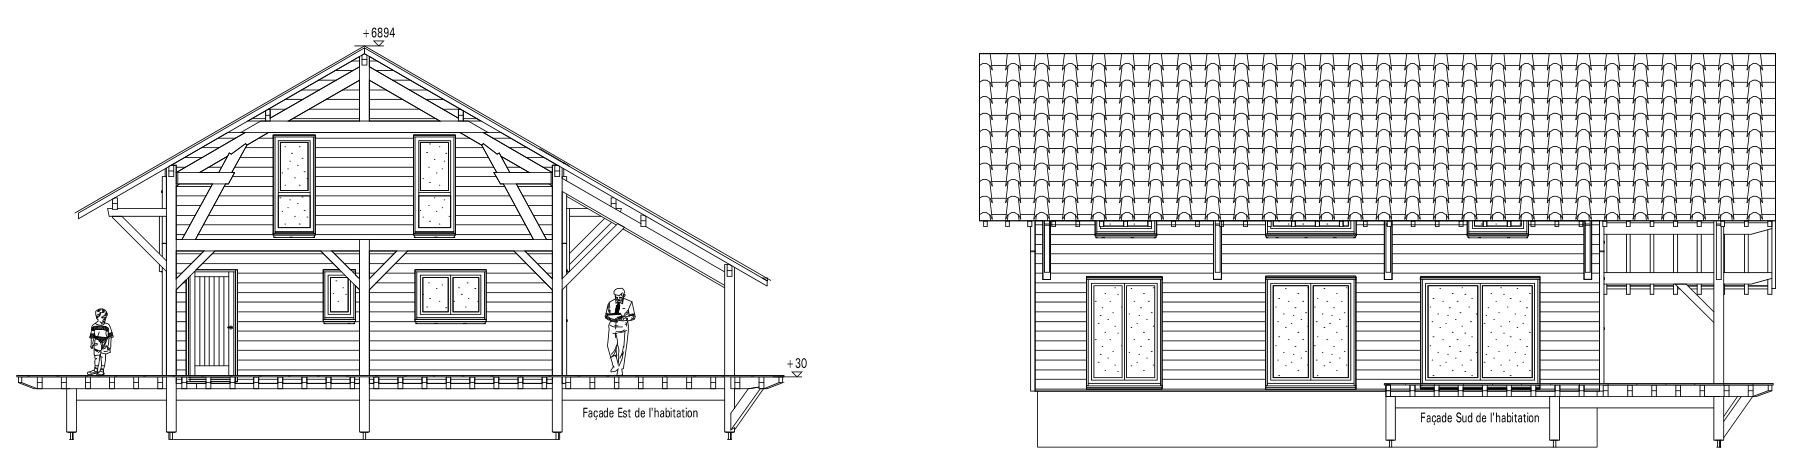 +6894
+30
Façade Est de l'habitation
Façade Sud de l'habitation